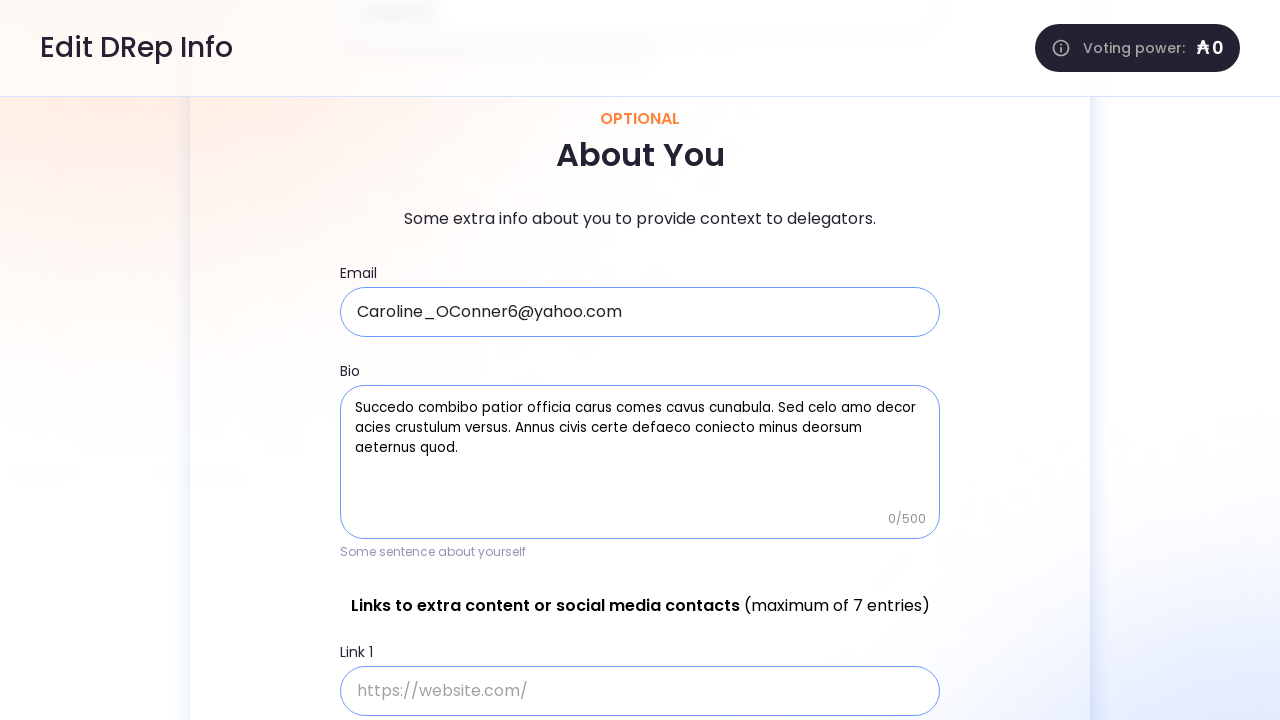 Edit DRep Info
Voting power: ₳ 0
OPTIONAL
About You
Some extra info about you to provide context to delegators.
Email
Caroline_OConner6@yahoo.com
Bio
Succedo combibo patior officia carus comes cavus cunabula. Sed celo amo decor
acies crustulum versus. Annus civis certe defaeco coniecto minus deorsum
aeternus quod.
0/500
Some sentence about yourself
Links to extra content or social media contacts (maximum of 7 entries)
Link 1
https://website.com/